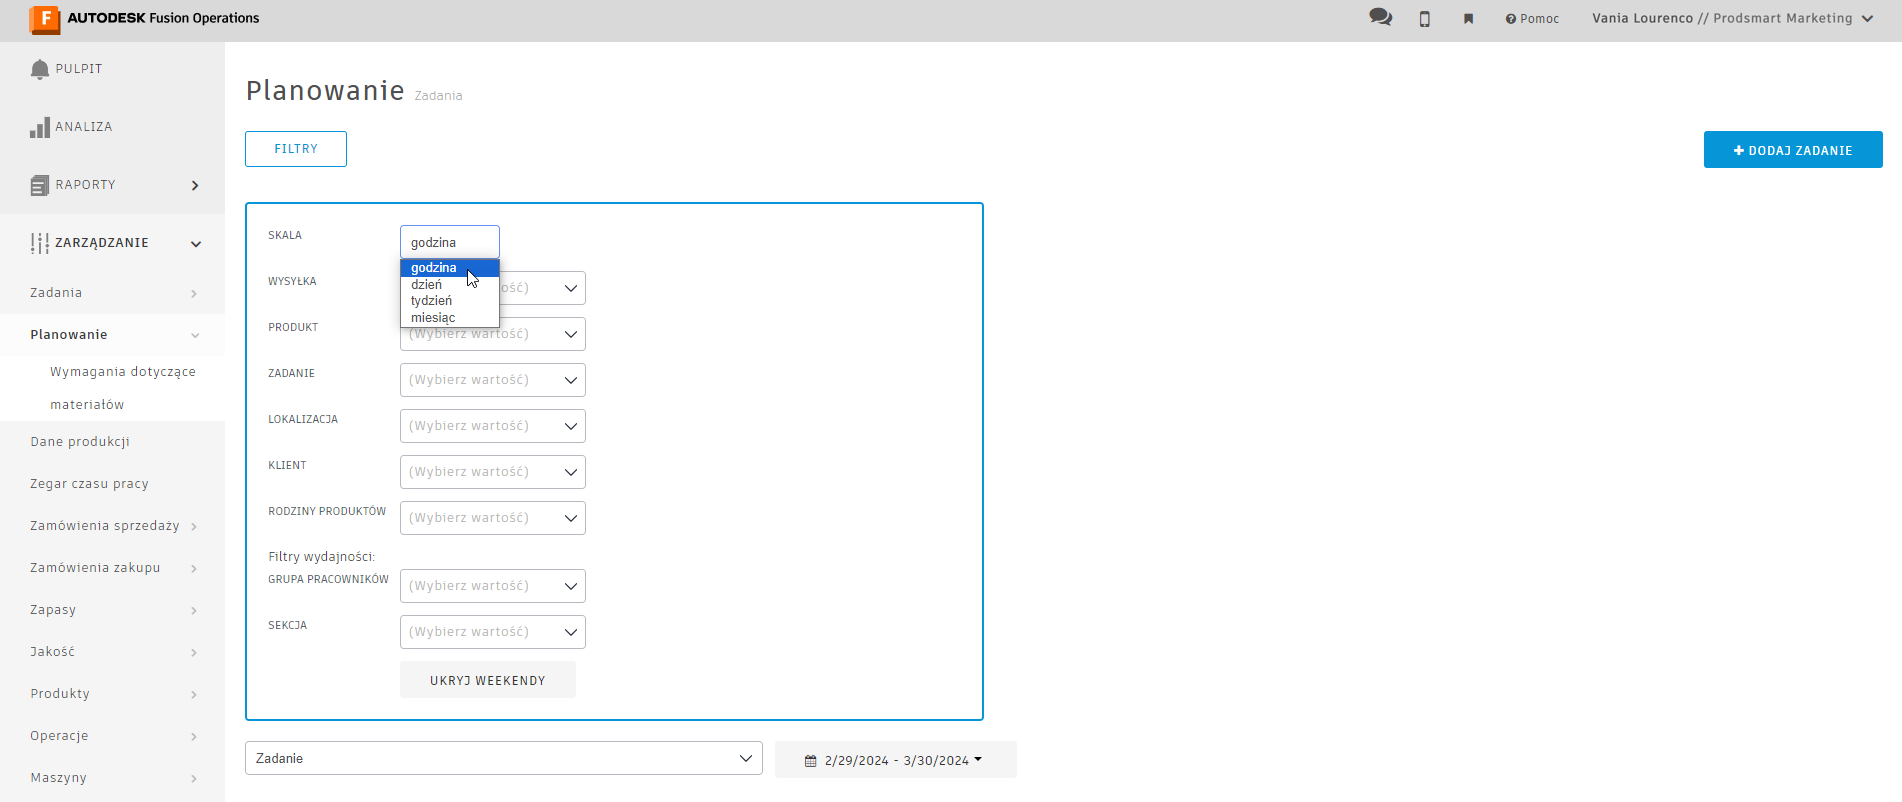 F AUTODESK Fusion Operations
Pomoc
Vania Lourenco // Prodsmart Marketing
PULPIT
ANALIZA
RAPORTY
ZARZĄDZANIE
Zadania
Planowanie
Wymagania dotyczące
materiałów
Dane produkcji
Zegar czasu pracy
Zamówienia sprzedaży
Zamówienia zakupu
Zapasy
Jakość
Produkty
Operacje
Maszyny
Planowanie Zadania
FILTRY
DODAJ ZADANIE
SKALA
godzina
godzina
dzień
tydzień
miesiąc
WYSYŁKA
PRODUKT
(Wybierz wartość)
ZADANIE
(Wybierz wartość)
LOKALIZACJA
(Wybierz wartość)
KLIENT
(Wybierz wartość)
RODZINY PRODUKTÓW
(Wybierz wartość)
Filtry wydajności:
GRUPA PRACOWNIKÓW
(Wybierz wartość)
SEKCJA
(Wybierz wartość)
UKRYJ WEEKENDY
Zadanie
2/29/2024 - 3/30/2024